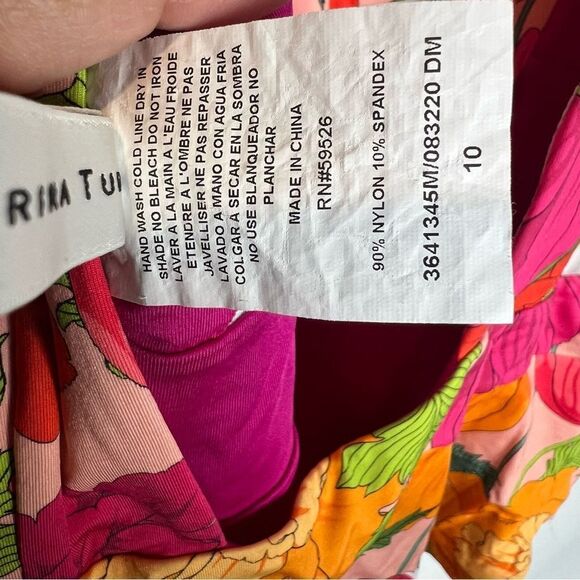 RINA TU
HAND WASH COLD LINE DRY IN
SHADE NO BLEACH DO NOT IRON
LAVER A LA MAIN A L'EAU FROIDE
ETENDRE A L'OMBRE NE PAS
JAVELLISER NE PAS REPASSER
LAVADO A MANO CON AGUA FRIA
COLGAR A SECAR EN LA SOMBRA
NO USE BLANQUEADOR NO
PLANCHAR
MADE IN CHINA
RN#59526
90% NYLON 10% SPANDEX
3641345M/083220 DM
10